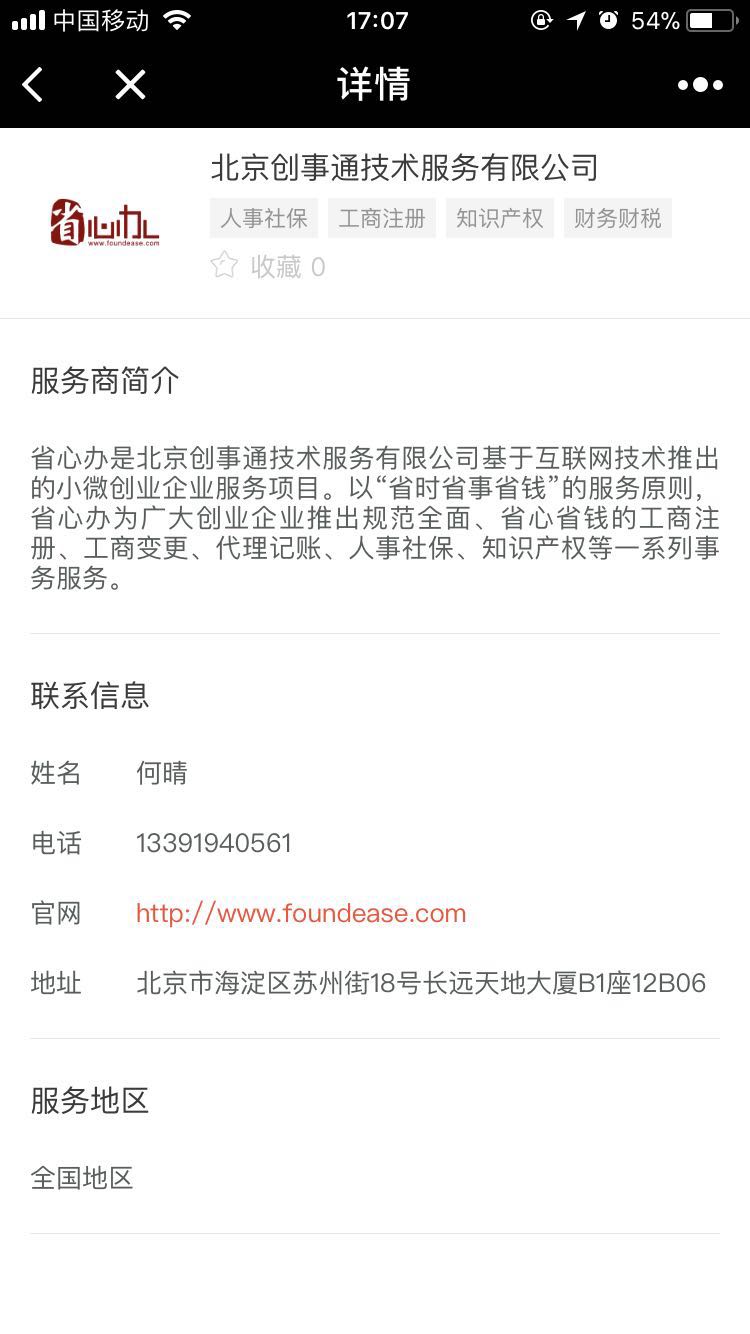 中国移动 17:07 54%
详情
省心办
www.foundease.com
北京创事通技术服务有限公司
人事社保 工商注册 知识产权 财务财税
收藏 0
服务商简介
省心办是北京创事通技术服务有限公司基于互联网技术推出
的小微创业企业服务项目。以“省时省事省钱”的服务原则，
省心办为广大创业企业推出规范全面、省心省钱的工商注
册、工商变更、代理记账、人事社保、知识产权等一系列事
务服务。
联系信息
姓名 何晴
电话 13391940561
官网 http://www.foundease.com
地址 北京市海淀区苏州街18号长远天地大厦B1座12B06
服务地区
全国地区